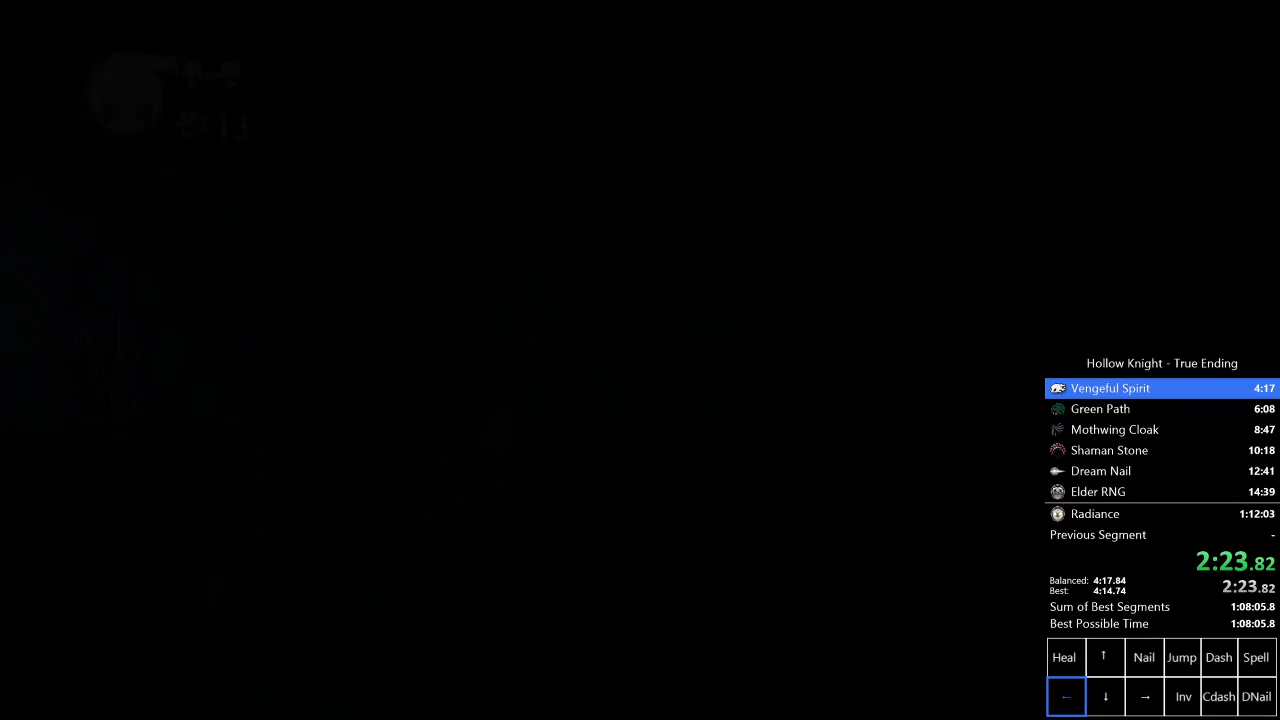 13
Hollow Knight - True Ending
Vengeful Spirit 4:17
Green Path 6:08
Mothwing Cloak 8:47
Shaman Stone 10:18
Dream Nail 12:41
Elder RNG 14:39
Radiance 1:12:03
Previous Segment -
2:23.82
Balanced: 4:17.84
Best: 4:14.74
2:23.82
Sum of Best Segments 1:08:05.8
Best Possible Time 1:08:05.8
Heal ↑ Nail Jump Dash Spell
← ↓ → Inv Cdash DNail